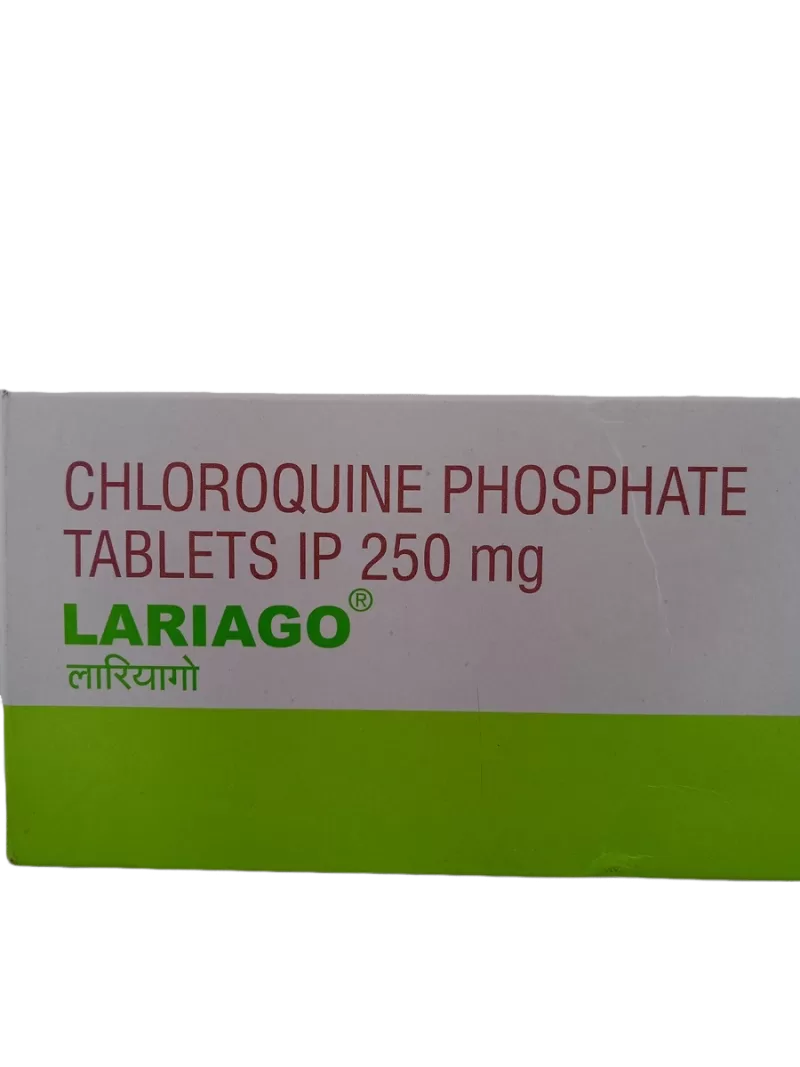 CHLOROQUINE PHOSPHATE
TABLETS IP 250 mg
LARIAGO®
लारियागो